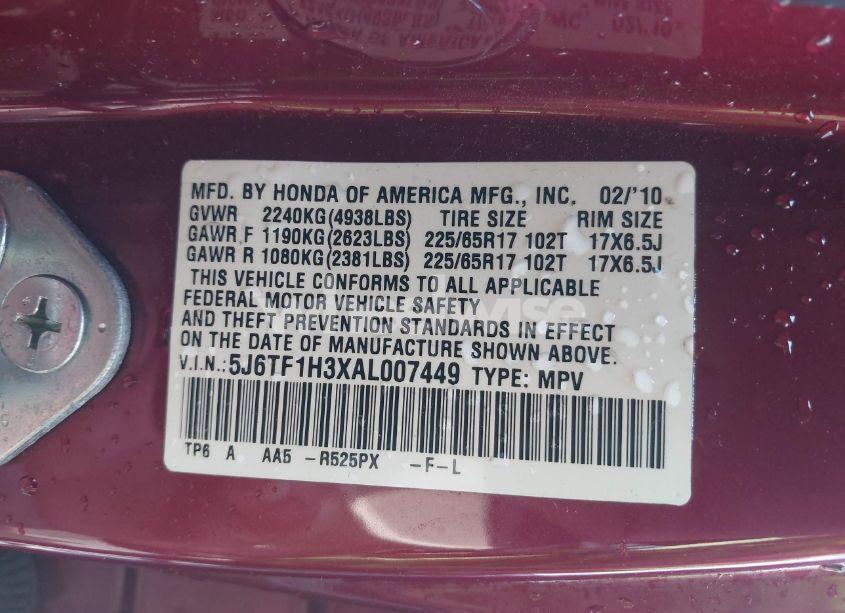 MFD. BY HONDA OF AMERICA MFG., INC. 02/'10
GVWR 2240KG(4938LBS) TIRE SIZE RIM SIZE
GAWR F 1190KG(2623LBS) 225/65R17 102T 17X6.5J
GAWR R 1080KG(2381LBS) 225/65R17 102T 17X6.5J
THIS VEHICLE CONFORMS TO ALL APPLICABLE
FEDERAL MOTOR VEHICLE SAFETY
AND THEFT PREVENTION STANDARDS IN EFFECT
ON THE DATE OF MANUFACTURE SHOWN ABOVE.
V.I.N.:5J6TF1H3XAL007449 TYPE: MPV
TP6 A AA5 -R525PX -F-L